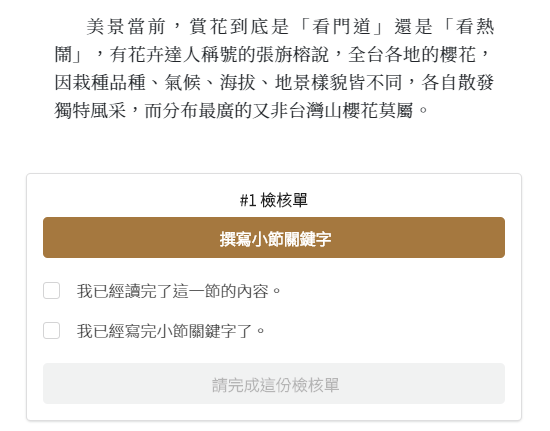 美景當前，賞花到底是「看門道」還是「看熱
鬧」，有花卉達人稱號的張旂榕說，全台各地的櫻花，
因栽種品種、氣候、海拔、地景樣貌皆不同，各自散發
獨特風采，而分布最廣的又非台灣山櫻花莫屬。
#1 檢核單
撰寫小節關鍵字
我已經讀完了這一節的內容。
我已經寫完小節關鍵字了。
請完成這份檢核單